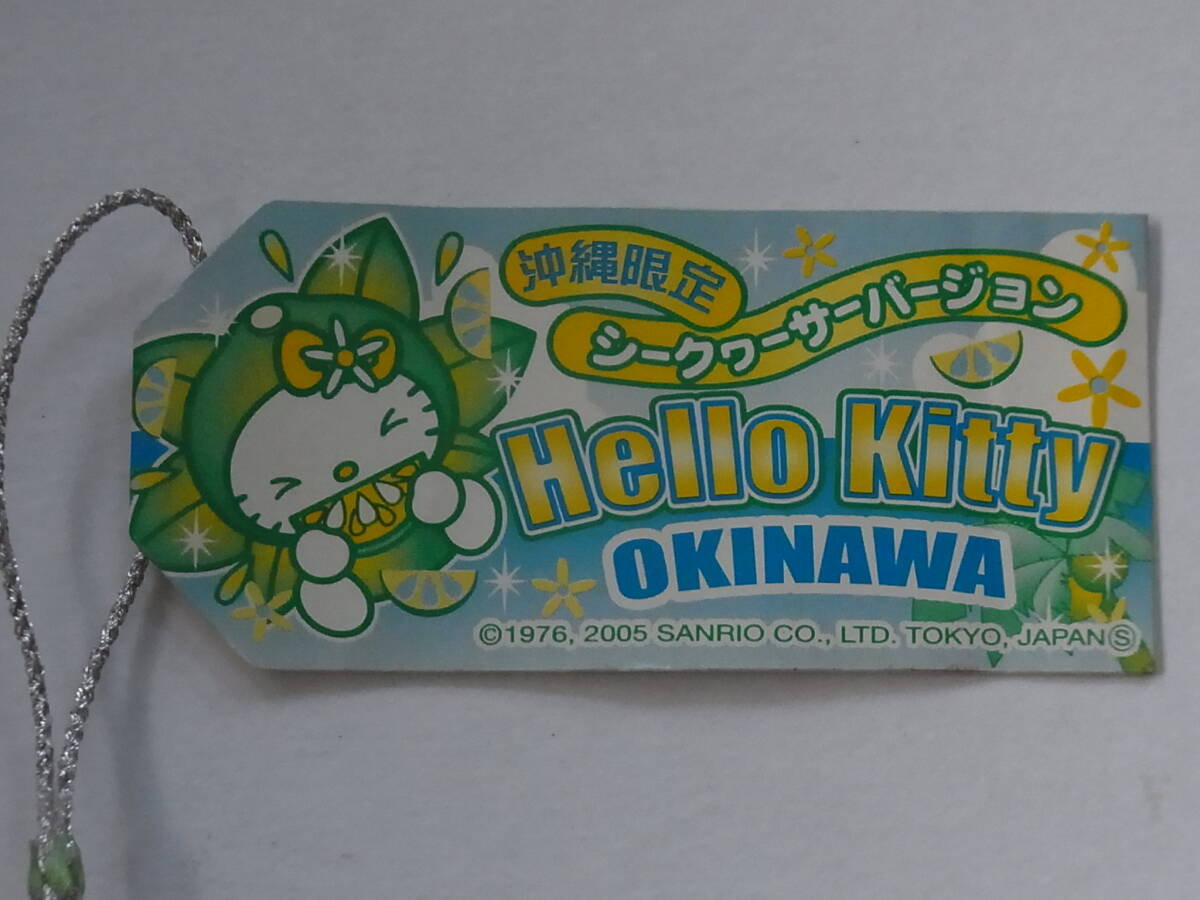 沖縄限定
シークヮーサーバージョン
Hello Kitty
OKINAWA
©1976, 2005 SANRIO CO., LTD. TOKYO, JAPAN Ⓢ